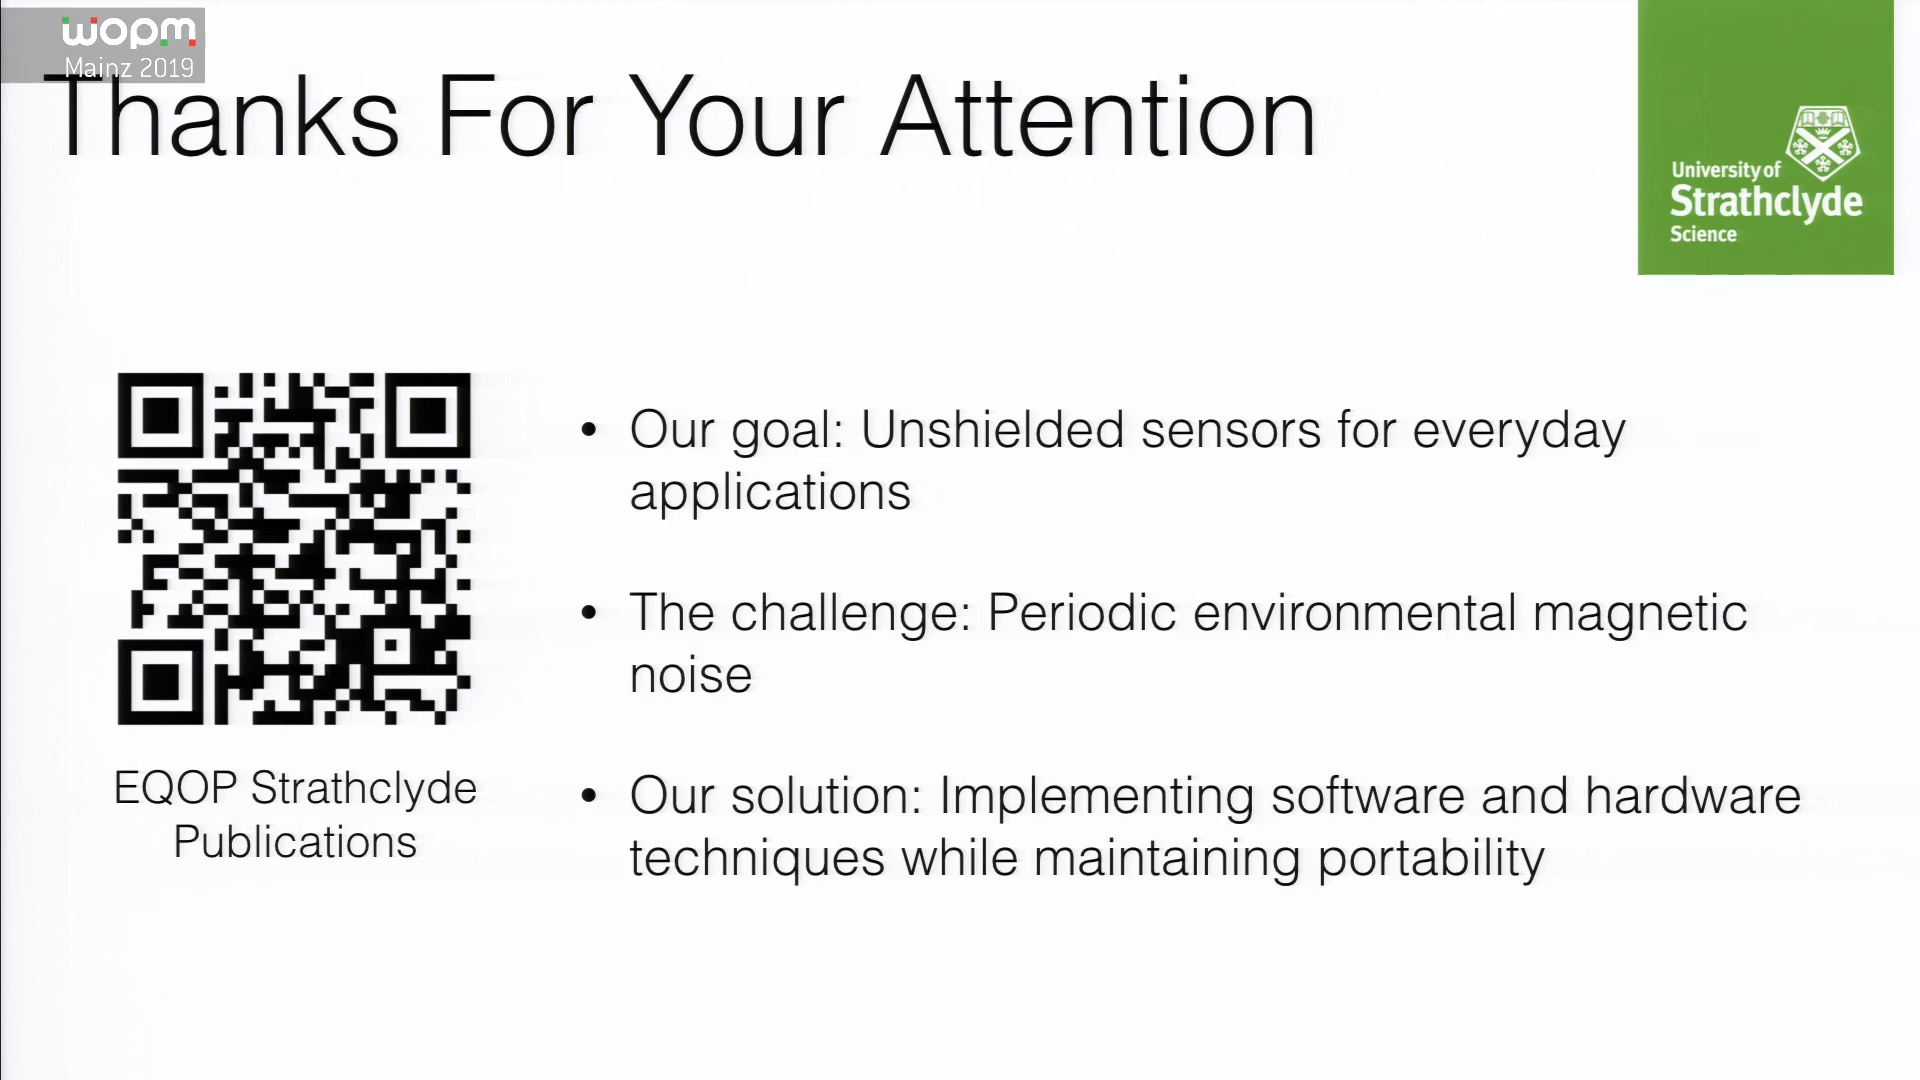 wopm
Mainz 2019
Thanks For Your Attention
University of
Strathclyde
Science
• Our goal: Unshielded sensors for everyday
applications
• The challenge: Periodic environmental magnetic
noise
• Our solution: Implementing software and hardware
techniques while maintaining portability
EQOP Strathclyde
Publications